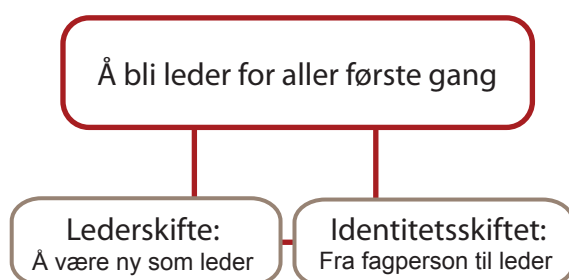 Å bli leder for aller første gang
Lederskifte:
Å være ny som leder
Identitetsskiftet:
Fra fagperson til leder